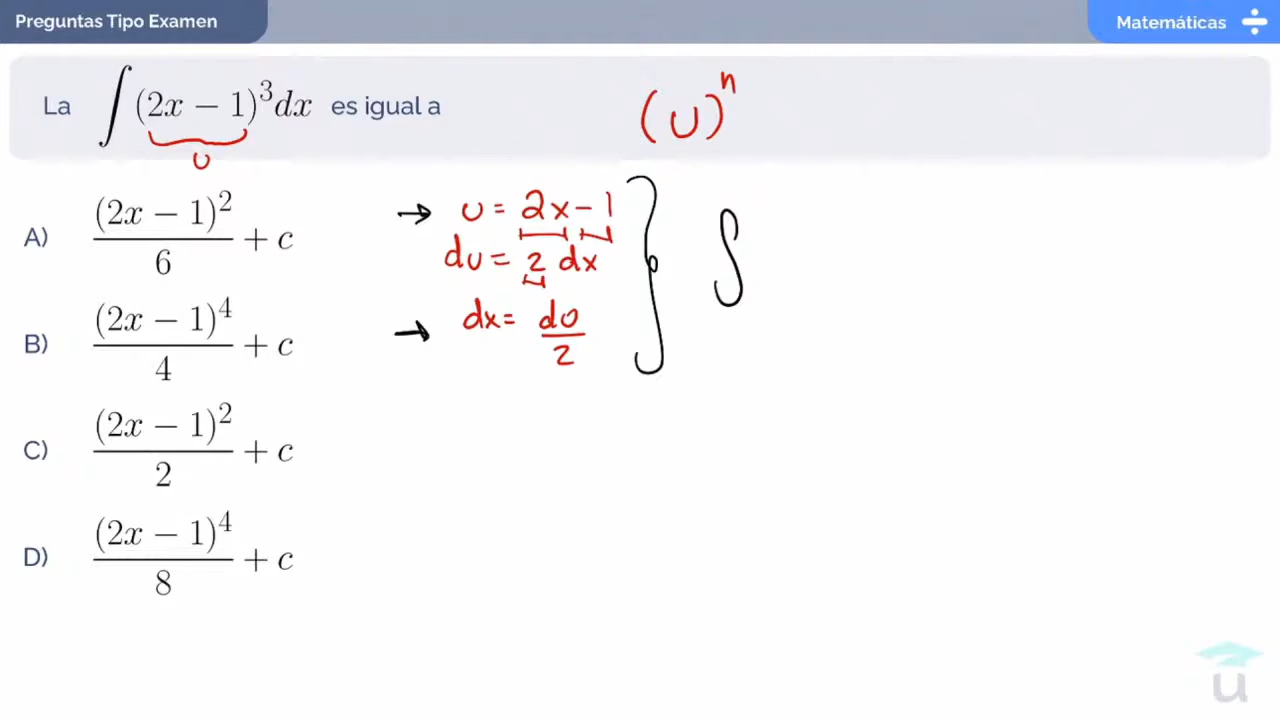 Preguntas Tipo Examen
Matemáticas
La ∫(2x − 1)³dx es igual a
(U)ⁿ
U
A) (2x − 1)²/6 + c
B) (2x − 1)⁴/4 + c
C) (2x − 1)²/2 + c
D) (2x − 1)⁴/8 + c
→ U = 2x − 1
dU = 2 dx
→ dx = dU/2
∫
u